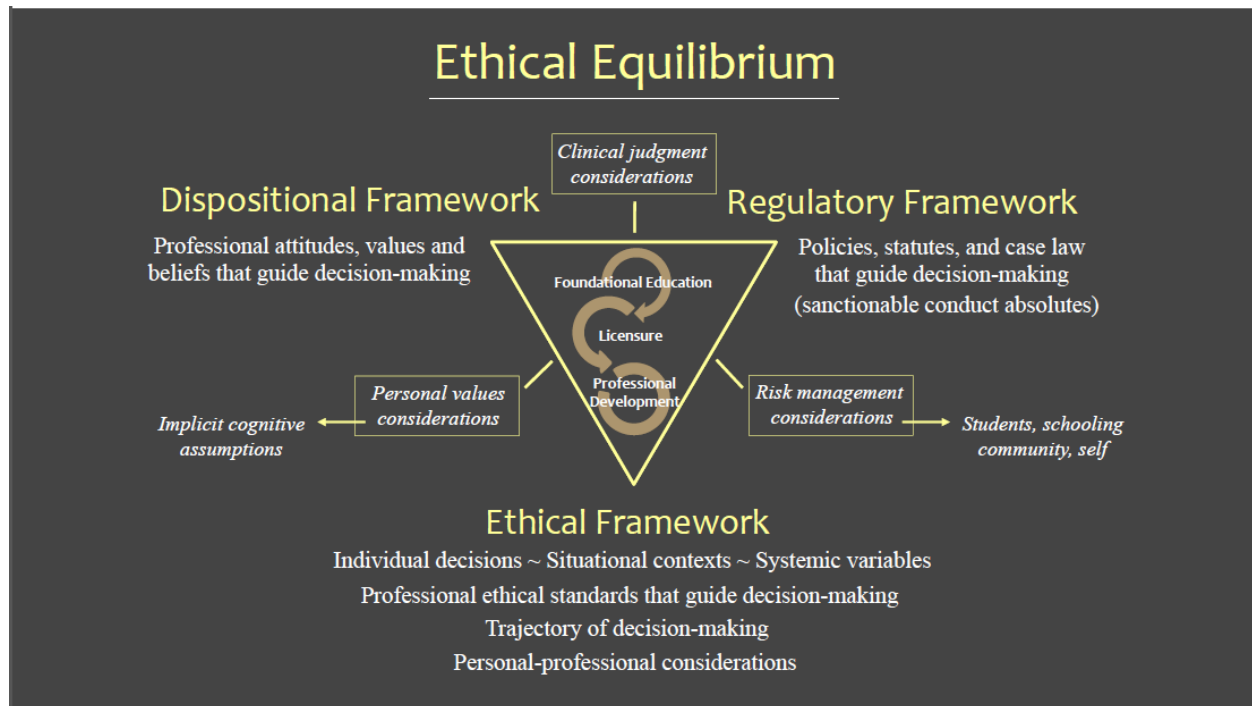 Ethical Equilibrium
Clinical judgment
considerations
Dispositional Framework
Professional attitudes, values and
beliefs that guide decision-making
Regulatory Framework
Policies, statutes, and case law
that guide decision-making
(sanctionable conduct absolutes)
Foundational Education
Licensure
Professional
Development
Personal values
considerations
Implicit cognitive
assumptions
Risk management
considerations
Students, schooling
community, self
Ethical Framework
Individual decisions ~ Situational contexts ~ Systemic variables
Professional ethical standards that guide decision-making
Trajectory of decision-making
Personal-professional considerations